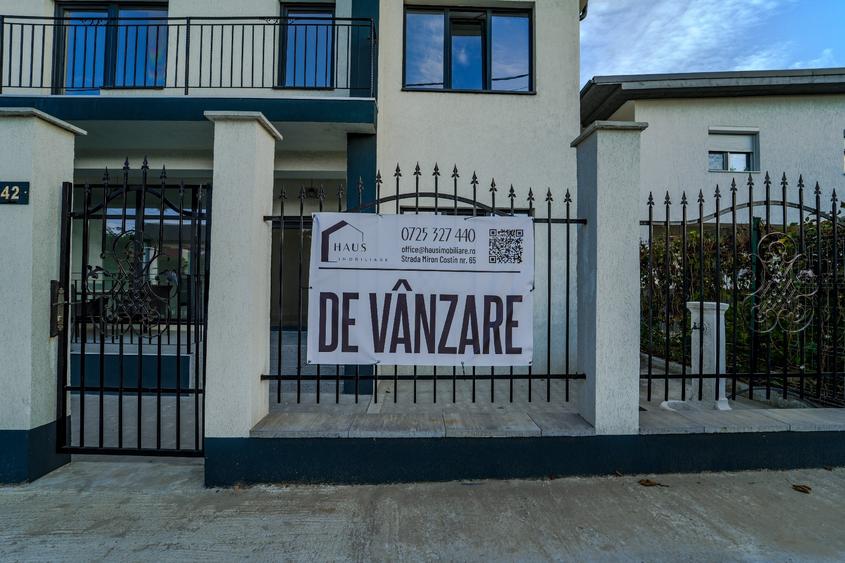 42
HAUS
IMOBILIARE
0725 327 440
office@hausimobiliare.ro
Strada Miron Costin nr. 65
DE VÂNZARE